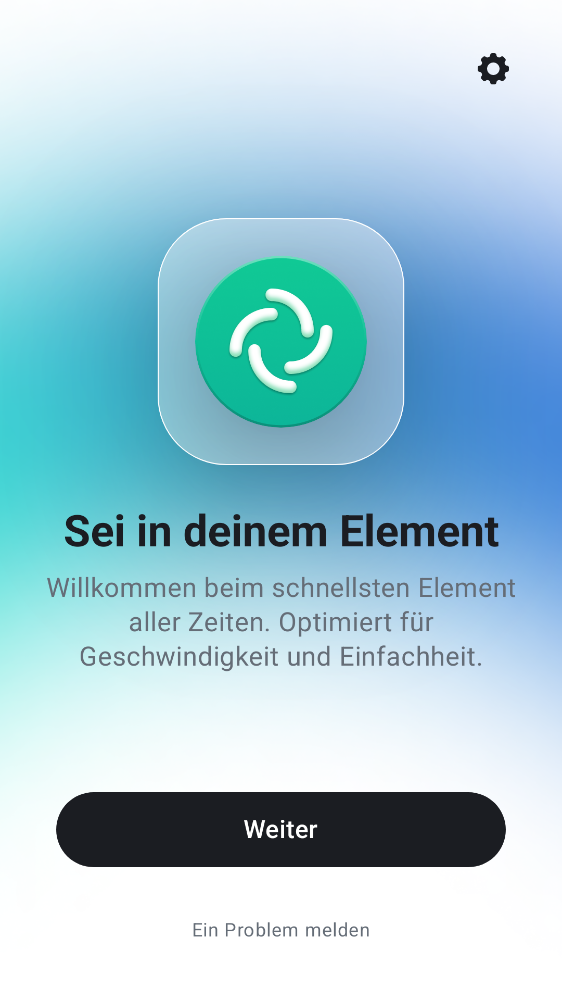 Sei in deinem Element
Willkommen beim schnellsten Element
aller Zeiten. Optimiert für
Geschwindigkeit und Einfachheit.
Weiter
Ein Problem melden